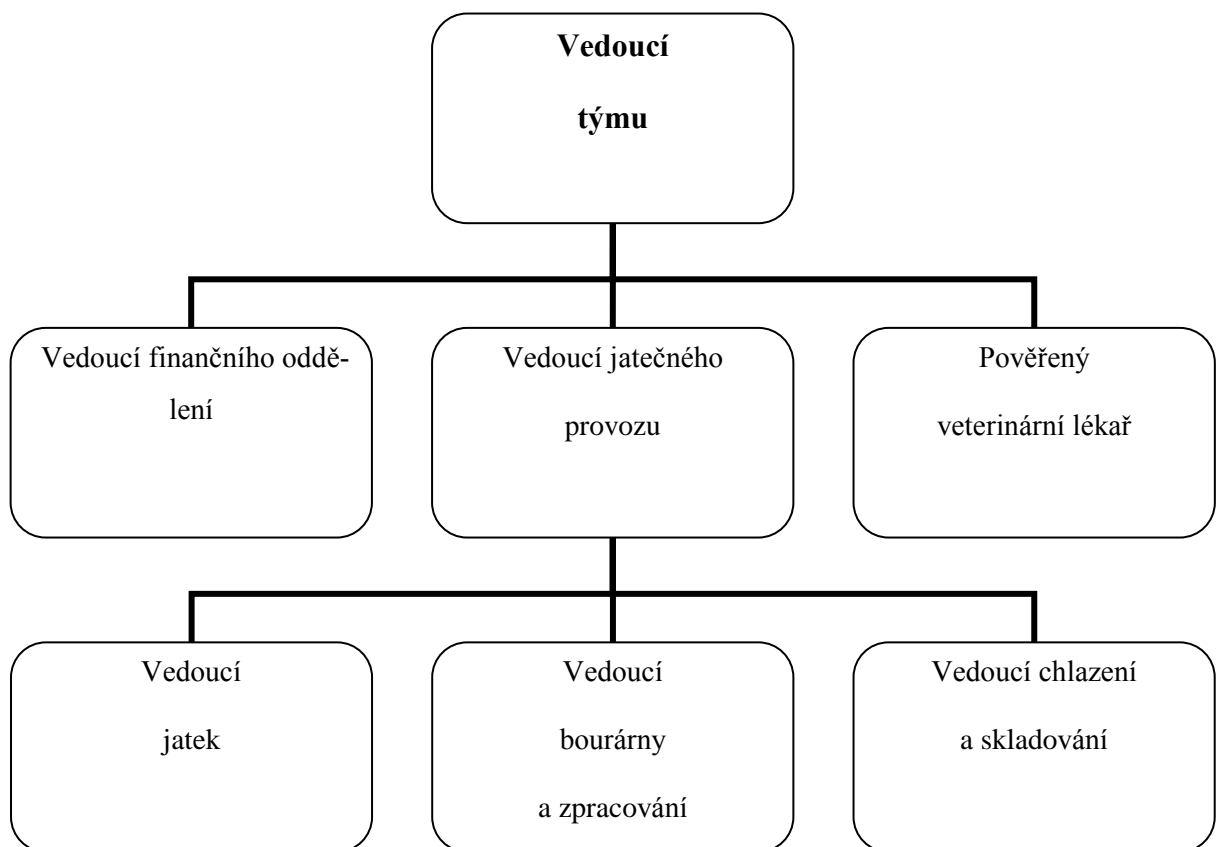 Vedoucí
týmu
Vedoucí finančního oddě-
lení
Vedoucí jatečného
provozu
Pověřený
veterinární lékař
Vedoucí
jatek
Vedoucí
bourárny
a zpracování
Vedoucí chlazení
a skladování